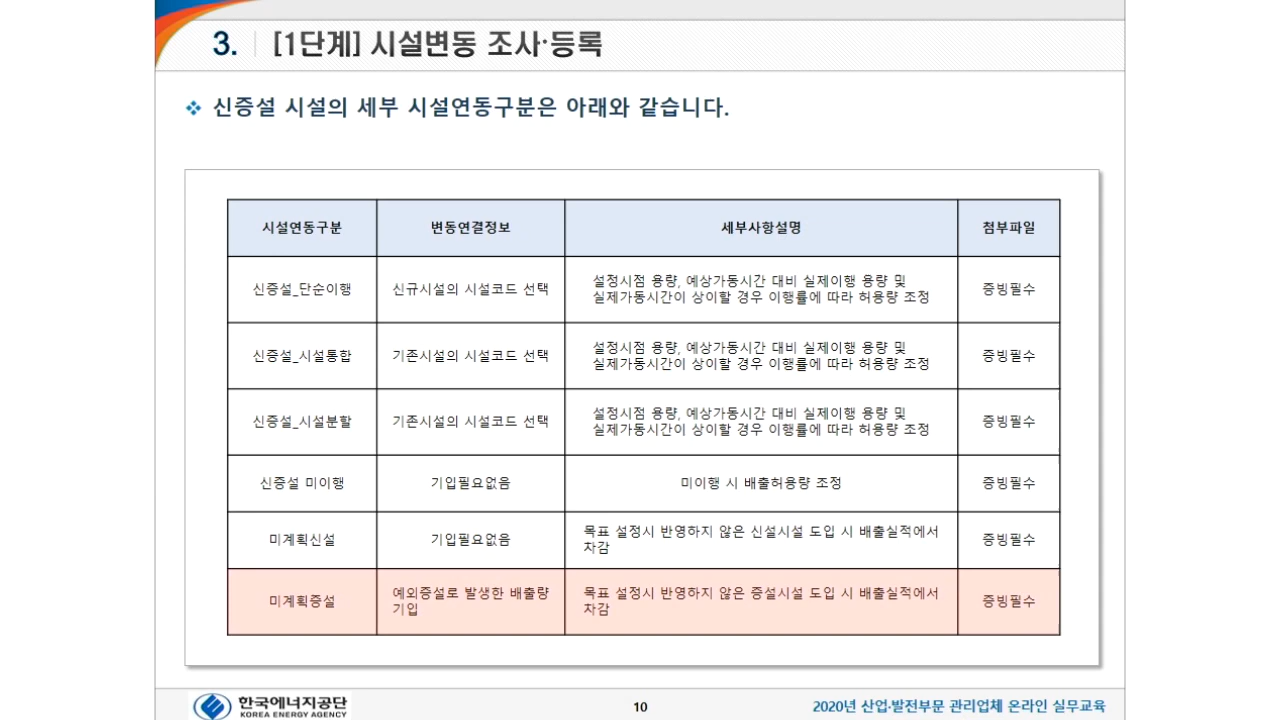 3. [1단계] 시설변동 조사·등록
신증설 시설의 세부 시설연동구분은 아래와 같습니다.
시설연동구분 변동연결정보 세부사항설명 첨부파일
신증설_단순이행 신규시설의 시설코드 선택 설정시점 용량, 예상가동시간 대비 실제이행 용량 및
실제가동시간이 상이할 경우 이행률에 따라 허용량 조정 증빙필수
신증설_시설통합 기존시설의 시설코드 선택 설정시점 용량, 예상가동시간 대비 실제이행 용량 및
실제가동시간이 상이할 경우 이행률에 따라 허용량 조정 증빙필수
신증설_시설분할 기존시설의 시설코드 선택 설정시점 용량, 예상가동시간 대비 실제이행 용량 및
실제가동시간이 상이할 경우 이행률에 따라 허용량 조정 증빙필수
신증설 미이행 기입필요없음 미이행 시 배출허용량 조정 증빙필수
미계획신설 기입필요없음 목표 설정시 반영하지 않은 신설시설 도입 시 배출실적에서
차감 증빙필수
미계획증설 예외증설로 발생한 배출량
기입 목표 설정시 반영하지 않은 증설시설 도입 시 배출실적에서
차감 증빙필수
한국에너지공단
KOREA ENERGY AGENCY
10
2020년 산업·발전부문 관리업체 온라인 실무교육